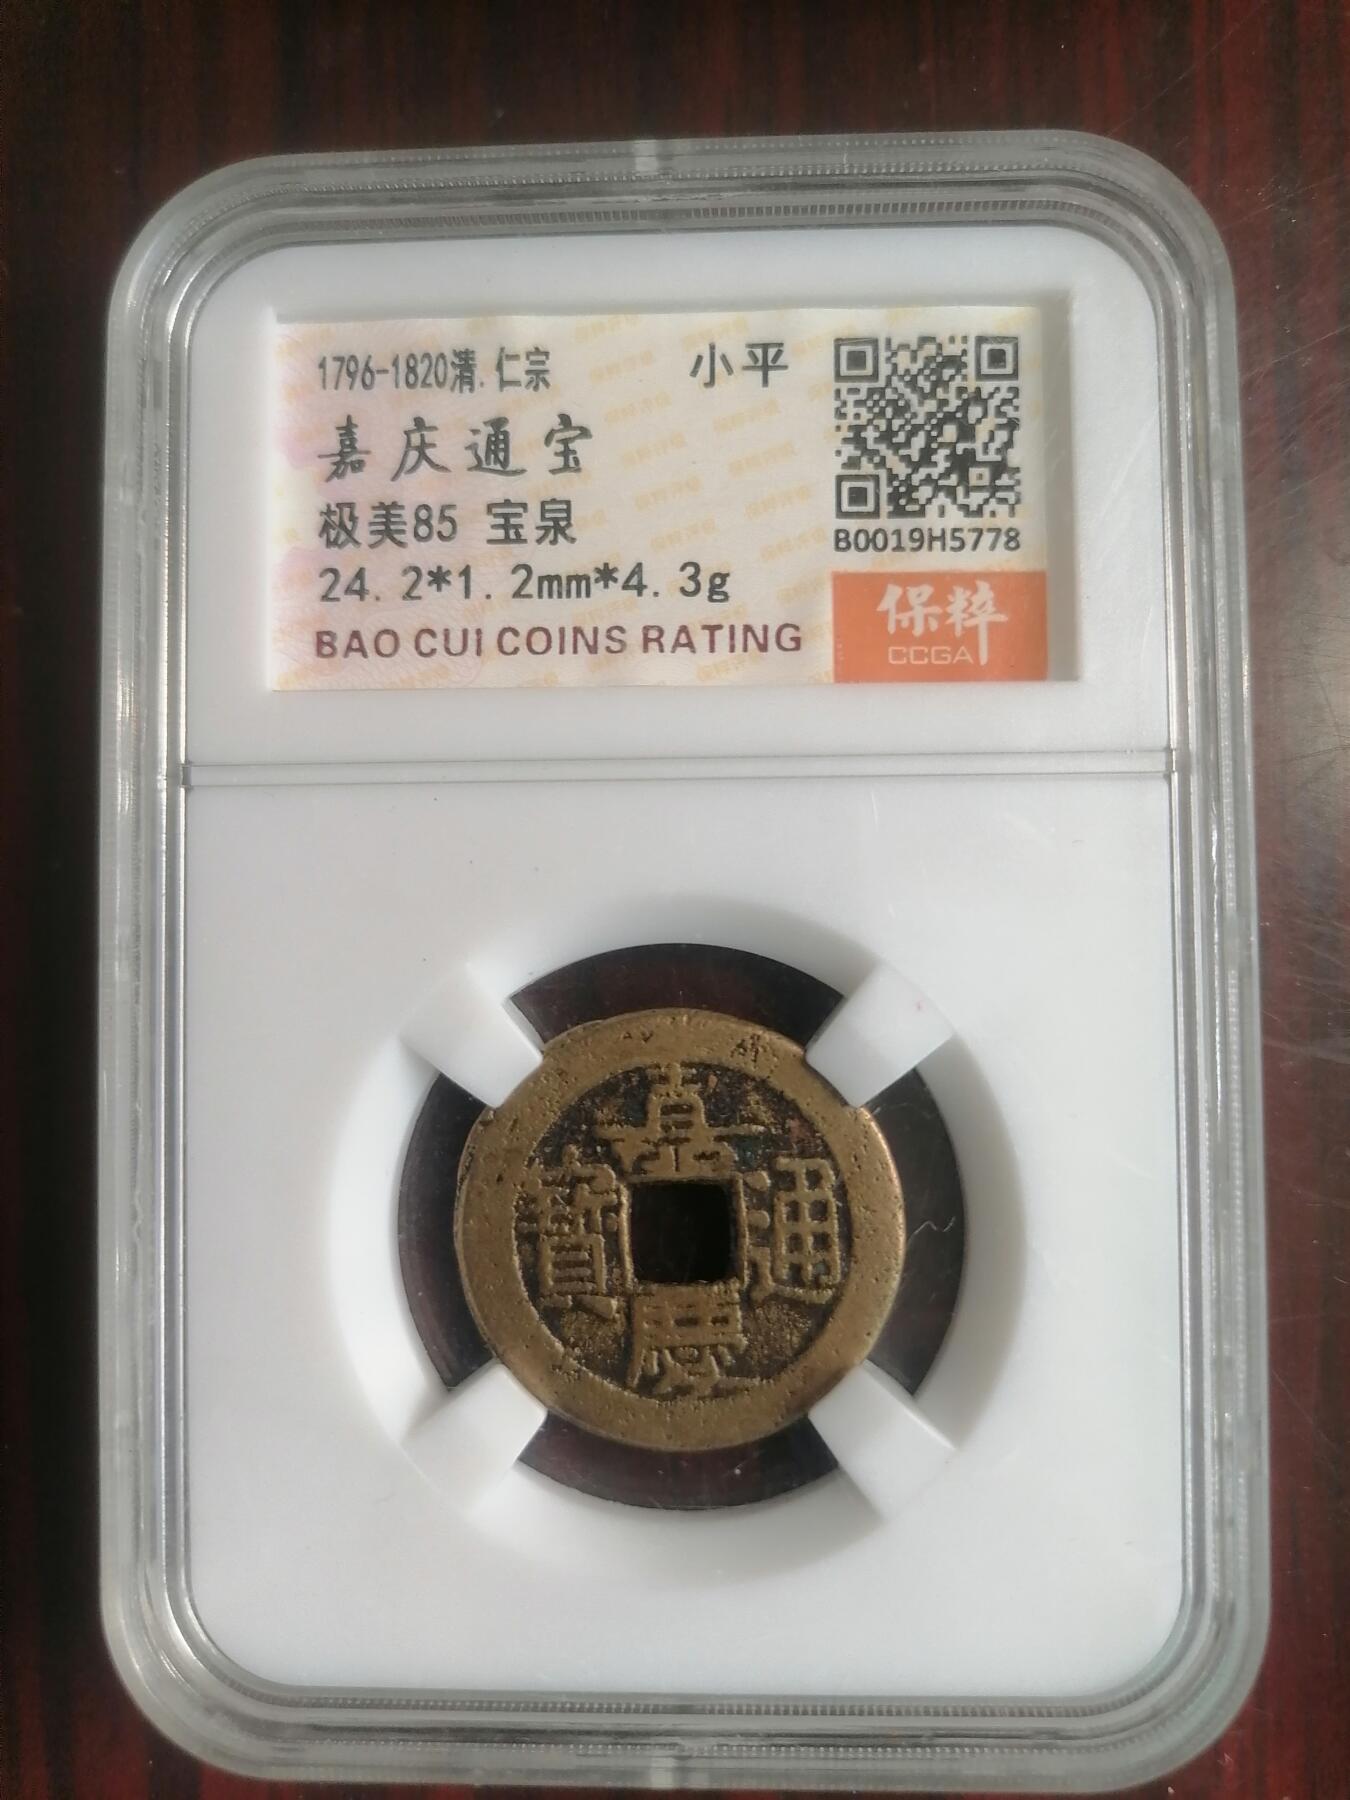 1796-1820清.仁宗 小平
嘉庆通宝
极美85 宝泉
24.2*1.2mm*4.3g
BAO CUI COINS RATING
B0019H5778
保粹
CCGA
嘉
寶 通
慶